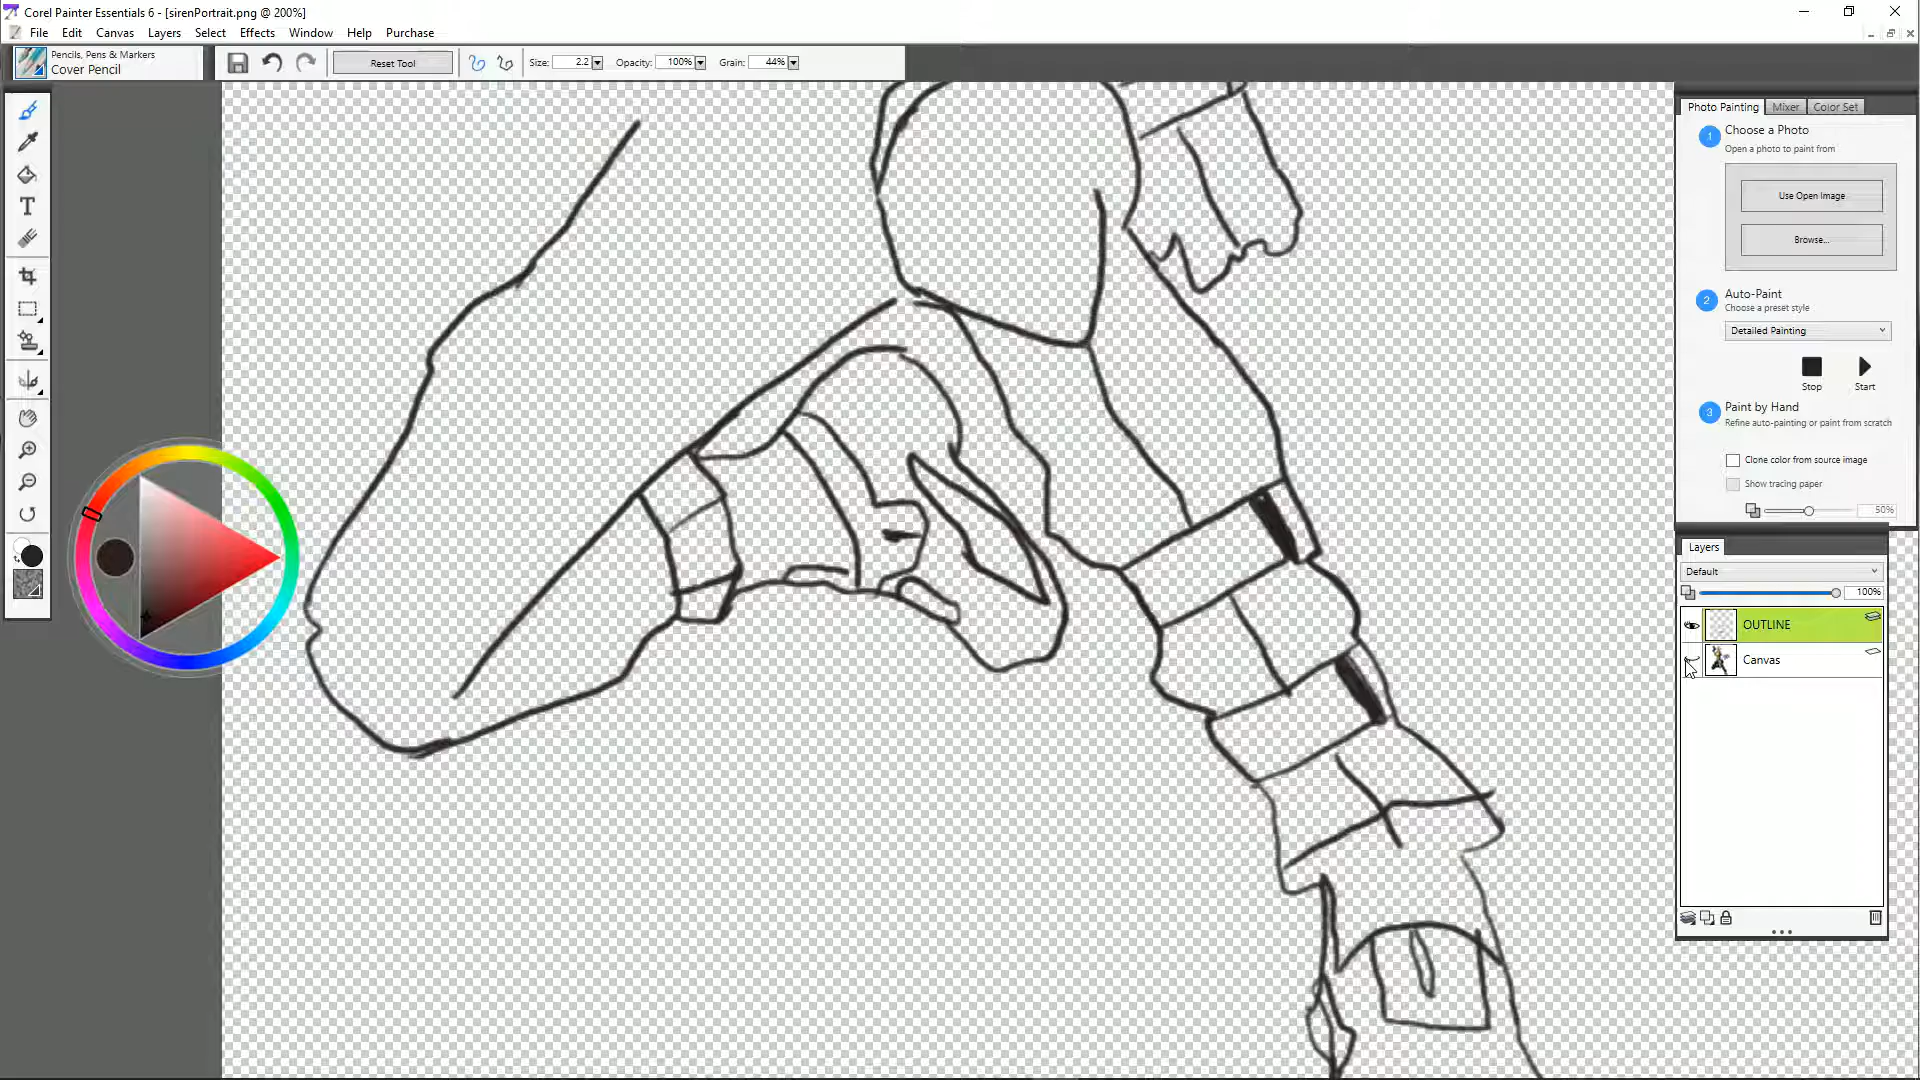 Corel Painter Essentials 6 - [sirenPortrait.png @ 200%]
File Edit Canvas Layers Select Effects Window Help Purchase
Pencils, Pens & Markers
Cover Pencil
Reset Tool
Size: 2.2
Opacity: 100%
Grain: 44%
T
Photo Painting Mixer Color Set
1 Choose a Photo
Open a photo to paint from
Use Open Image
Browse...
2 Auto-Paint
Choose a preset style
Detailed Painting
Stop Start
3 Paint by Hand
Refine auto-painting or paint from scratch
Clone color from source image
Show tracing paper
50%
Layers
Default
100%
OUTLINE
Canvas